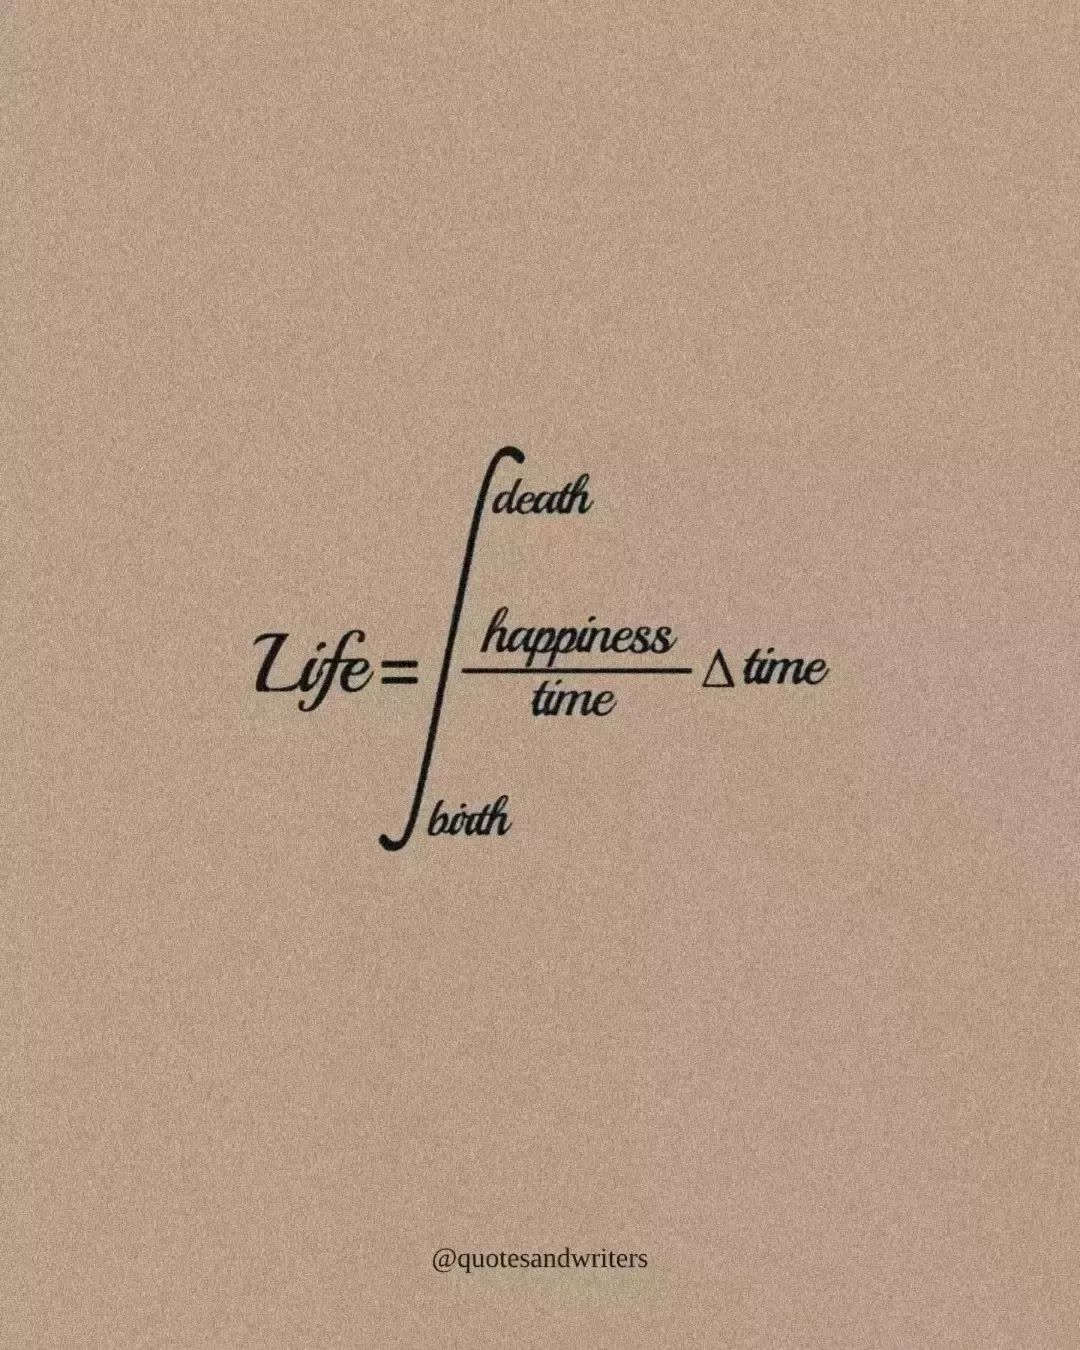 death
Life = ∫ happiness Δ time
time
birth
@quotesandwriters